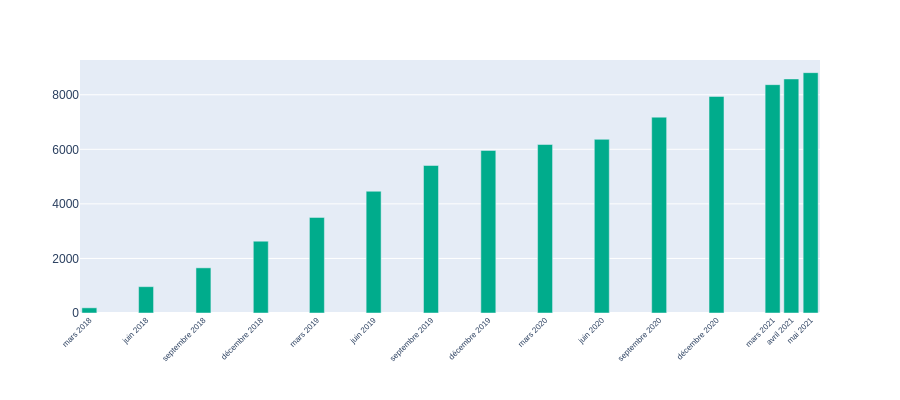 8000
6000
4000
2000
0
mars 2018
juin 2018
septembre 2018
décembre 2018
mars 2019
juin 2019
septembre 2019
décembre 2019
mars 2020
juin 2020
septembre 2020
décembre 2020
mars 2021
avril 2021
mai 2021